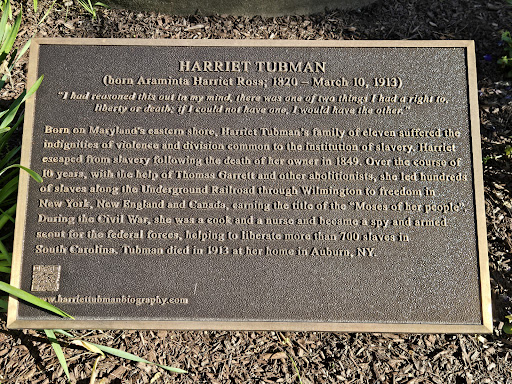 HARRIET TUBMAN
(born Araminta Harriet Ross; 1820 – March 10, 1913)
"I had reasoned this out in my mind, there was one of two things I had a right to,
liberty or death; if I could not have one, I would have the other."
Born on Maryland's eastern shore, Harriet Tubman's family of eleven suffered the
indignities of violence and division common to the institution of slavery. Harriet
escaped from slavery following the death of her owner in 1849. Over the course of
10 years, with the help of Thomas Garrett and other abolitionists, she led hundreds
of slaves along the Underground Railroad through Wilmington to freedom in
New York, New England and Canada, earning the title of the "Moses of her people".
During the Civil War, she was a cook and a nurse and became a spy and armed
scout for the federal forces, helping to liberate more than 700 slaves in
South Carolina. Tubman died in 1913 at her home in Auburn, NY.
www.harriettubmanbiography.com